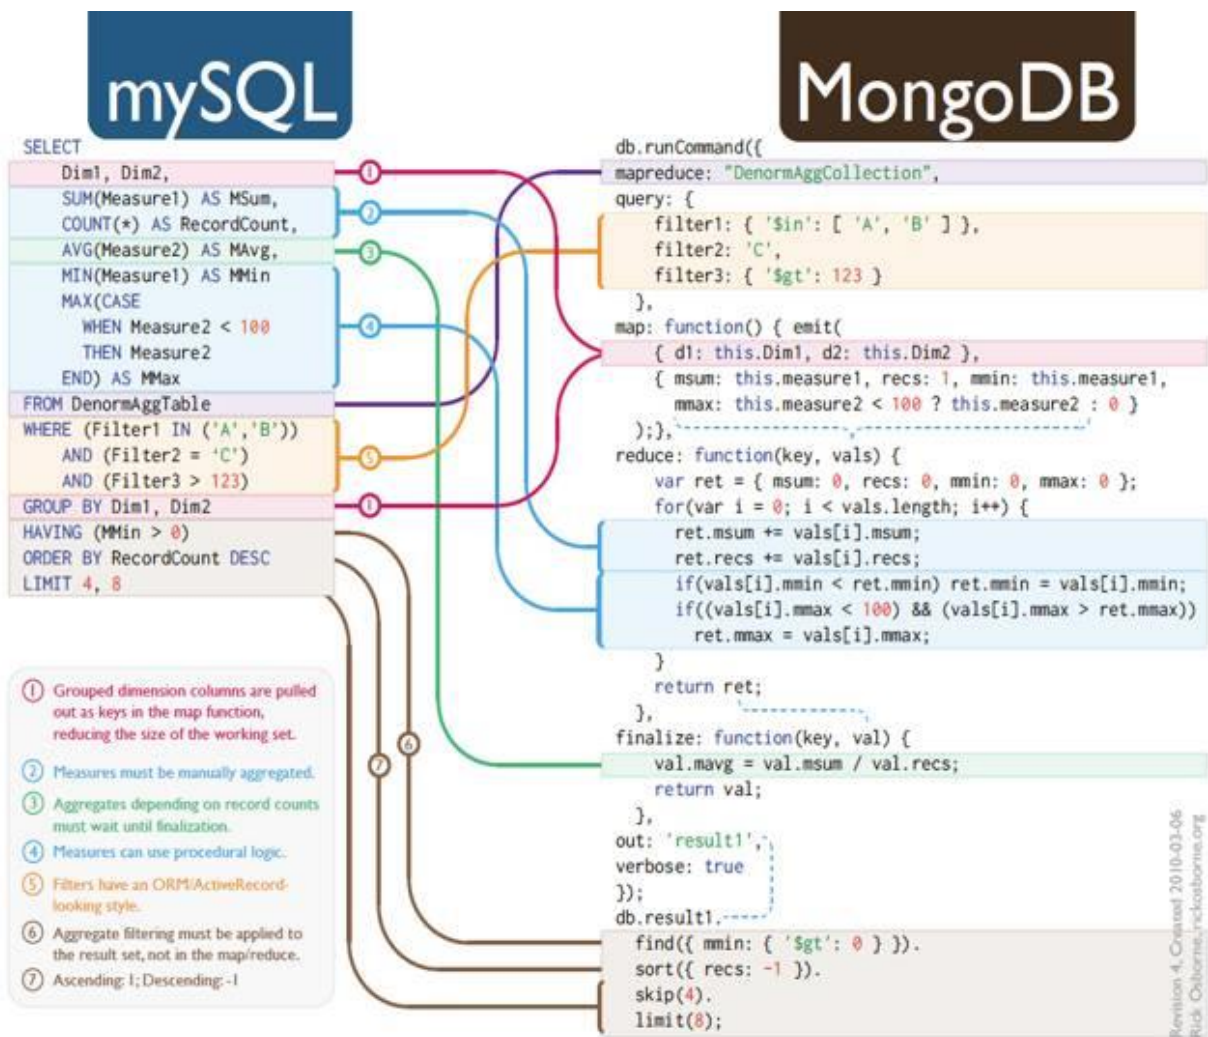 mySQL
SELECT
Dim1, Dim2,
SUM(Measure1) AS MSum,
COUNT(*) AS RecordCount,
AVG(Measure2) AS MAvg,
MIN(Measure1) AS MMin
MAX(CASE
WHEN Measure2 < 100
THEN Measure2
END) AS MMax
FROM DenormAggTable
WHERE (Filter1 IN ('A','B'))
AND (Filter2 = 'C')
AND (Filter3 > 123)
GROUP BY Dim1, Dim2
HAVING (MMin > 0)
ORDER BY RecordCount DESC
LIMIT 4, 8
1
2
3
4
5
1
6
7
1 Grouped dimension columns are pulled
out as keys in the map function,
reducing the size of the working set.
2 Measures must be manually aggregated.
3 Aggregates depending on record counts
must wait until finalization.
4 Measures can use procedural logic.
5 Filters have an ORM/ActiveRecord-
looking style.
6 Aggregate filtering must be applied to
the result set, not in the map/reduce.
7 Ascending: 1; Descending: -1
MongoDB
db.runCommand({
mapreduce: "DenormAggCollection",
query: {
filter1: { '$in': [ 'A', 'B' ] },
filter2: 'C',
filter3: { '$gt': 123 }
},
map: function() { emit(
{ d1: this.Dim1, d2: this.Dim2 },
{ msum: this.measure1, recs: 1, mmin: this.measure1,
mmax: this.measure2 < 100 ? this.measure2 : 0 }
);},
reduce: function(key, vals) {
var ret = { msum: 0, recs: 0, mmin: 0, mmax: 0 };
for(var i = 0; i < vals.length; i++) {
ret.msum += vals[i].msum;
ret.recs += vals[i].recs;
if(vals[i].mmin < ret.mmin) ret.mmin = vals[i].mmin;
if((vals[i].mmax < 100) && (vals[i].mmax > ret.mmax))
ret.mmax = vals[i].mmax;
}
return ret;
},
finalize: function(key, val) {
val.mavg = val.msum / val.recs;
return val;
},
out: 'result1',
verbose: true
});
db.result1.
find({ mmin: { '$gt': 0 } }).
sort({ recs: -1 }).
skip(4).
limit(8);
Revision 4, Created 2010-03-06
Rick Osborne, rickosborne.org